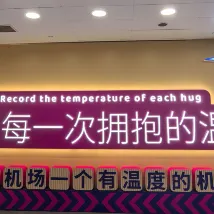 Record the temperature of each hug
每一次拥抱的温
机场一个有温度的机